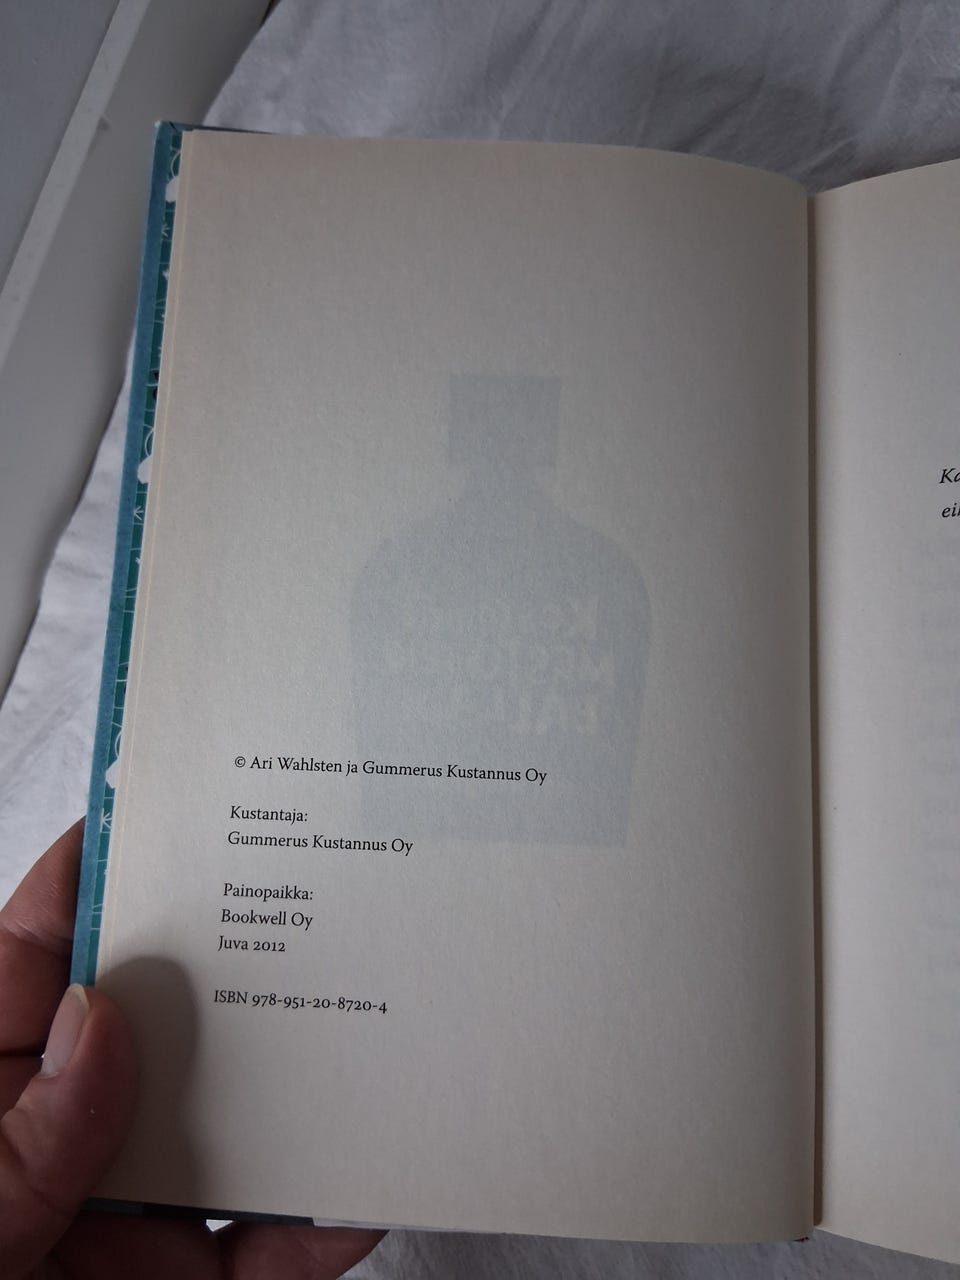 © Ari Wahlsten ja Gummerus Kustannus Oy
Kustantaja:
Gummerus Kustannus Oy
Painopaikka:
Bookwell Oy
Juva 2012
ISBN 978-951-20-8720-4